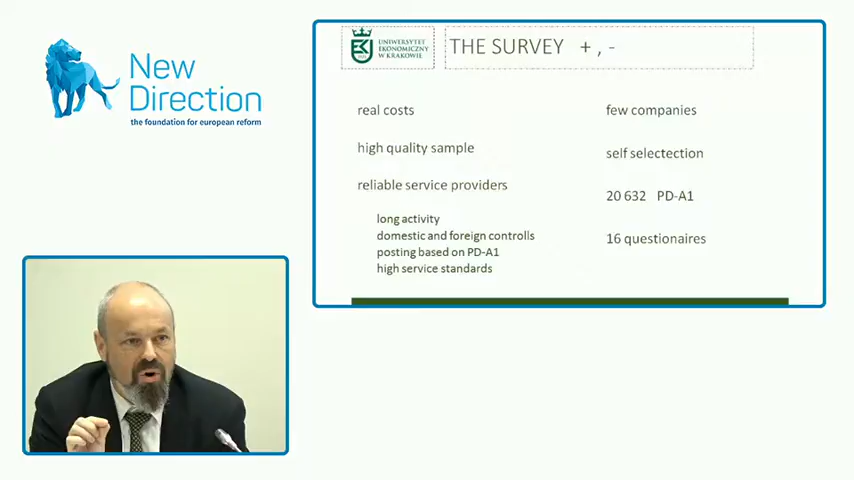 New
Direction
the foundation for european reform
UNIWERSYTET
EKONOMICZNY
W KRAKOWIE
THE SURVEY + , -
real costs
high quality sample
reliable service providers
long activity
domestic and foreign controlls
posting based on PD-A1
high service standards
few companies
self selectection
20 632 PD-A1
16 questionaires